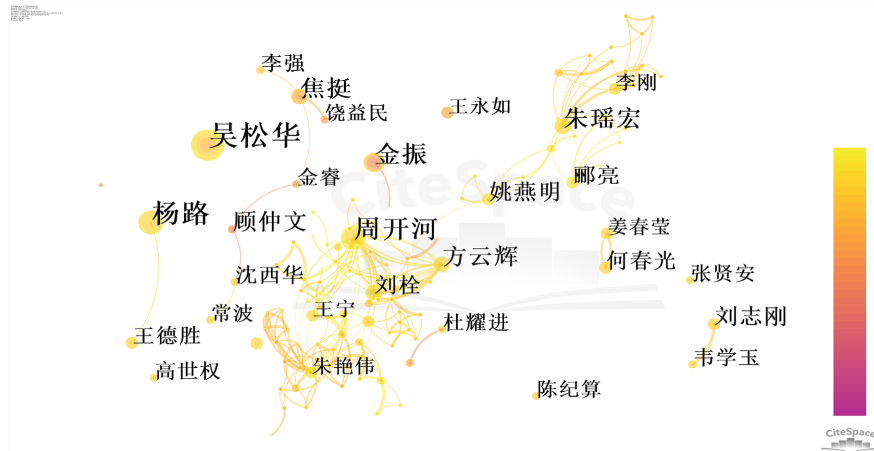 李强
焦挺
饶益民
王永如
李刚
朱瑶宏
吴松华
金振
金睿
郦亮
姚燕明
杨路
顾仲文
周开河
姜春莹
方云辉
何春光
沈西华
张贤安
刘栓
常波
王宁
杜耀进
刘志刚
王德胜
韦学玉
高世权
朱艳伟
陈纪算
CiteSpace
CiteSpace